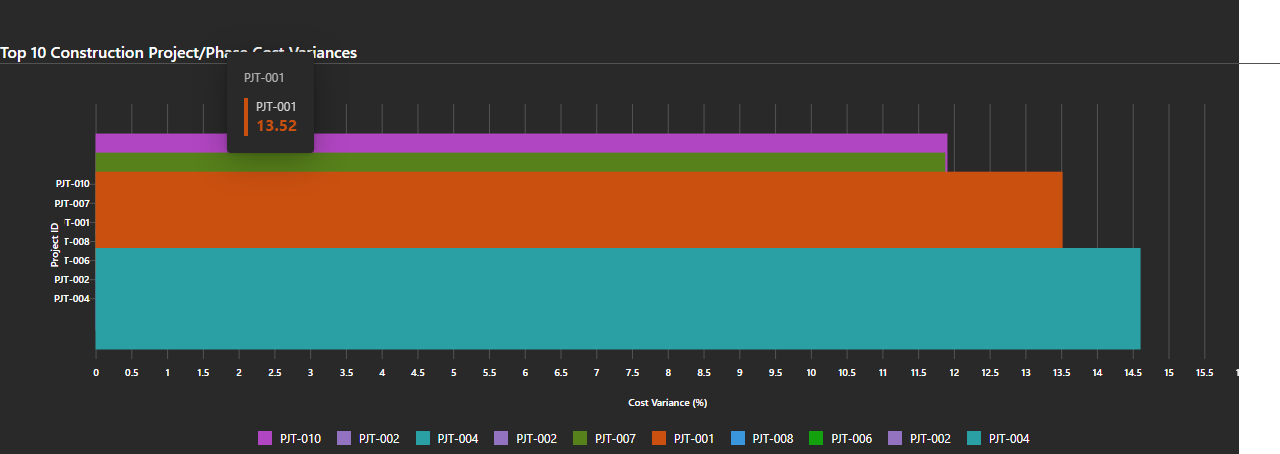 Top 10 Construction Project/Phase Cost Variances
PJT-001
PJT-001
13.52
PJT-010
PJT-007
T-001
T-008
T-006
PJT-002
PJT-004
Project ID
0 0.5 1 1.5 2 2.5 3 3.5 4 4.5 5 5.5 6 6.5 7 7.5 8 8.5 9 9.5 10 10.5 11 11.5 12 12.5 13 13.5 14 14.5 15 15.5
Cost Variance (%)
PJT-010 PJT-002 PJT-004 PJT-002 PJT-007 PJT-001 PJT-008 PJT-006 PJT-002 PJT-004